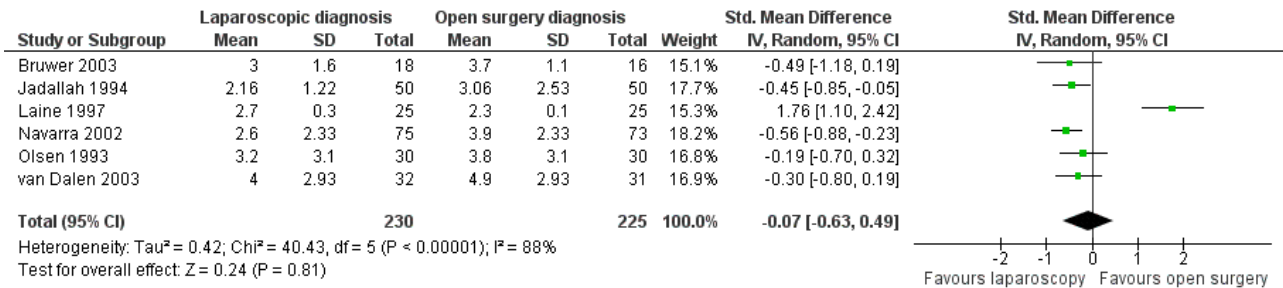 Laparoscopic diagnosis Open surgery diagnosis Std. Mean Difference Std. Mean Difference
Study or Subgroup Mean SD Total Mean SD Total Weight IV, Random, 95% CI IV, Random, 95% CI
Bruwer 2003 3 1.6 18 3.7 1.1 16 15.1% -0.49 [-1.18, 0.19]
Jadallah 1994 2.16 1.22 50 3.06 2.53 50 17.7% -0.45 [-0.85, -0.05]
Laine 1997 2.7 0.3 25 2.3 0.1 25 15.3% 1.76 [1.10, 2.42]
Navarra 2002 2.6 2.33 75 3.9 2.33 73 18.2% -0.56 [-0.88, -0.23]
Olsen 1993 3.2 3.1 30 3.8 3.1 30 16.8% -0.19 [-0.70, 0.32]
van Dalen 2003 4 2.93 32 4.9 2.93 31 16.9% -0.30 [-0.80, 0.19]
Total (95% CI) 230 225 100.0% -0.07 [-0.63, 0.49]
Heterogeneity: Tau² = 0.42; Chi² = 40.43, df = 5 (P < 0.00001); I² = 88%
Test for overall effect: Z = 0.24 (P = 0.81)
-2 -1 0 1 2
Favours laparoscopy Favours open surgery